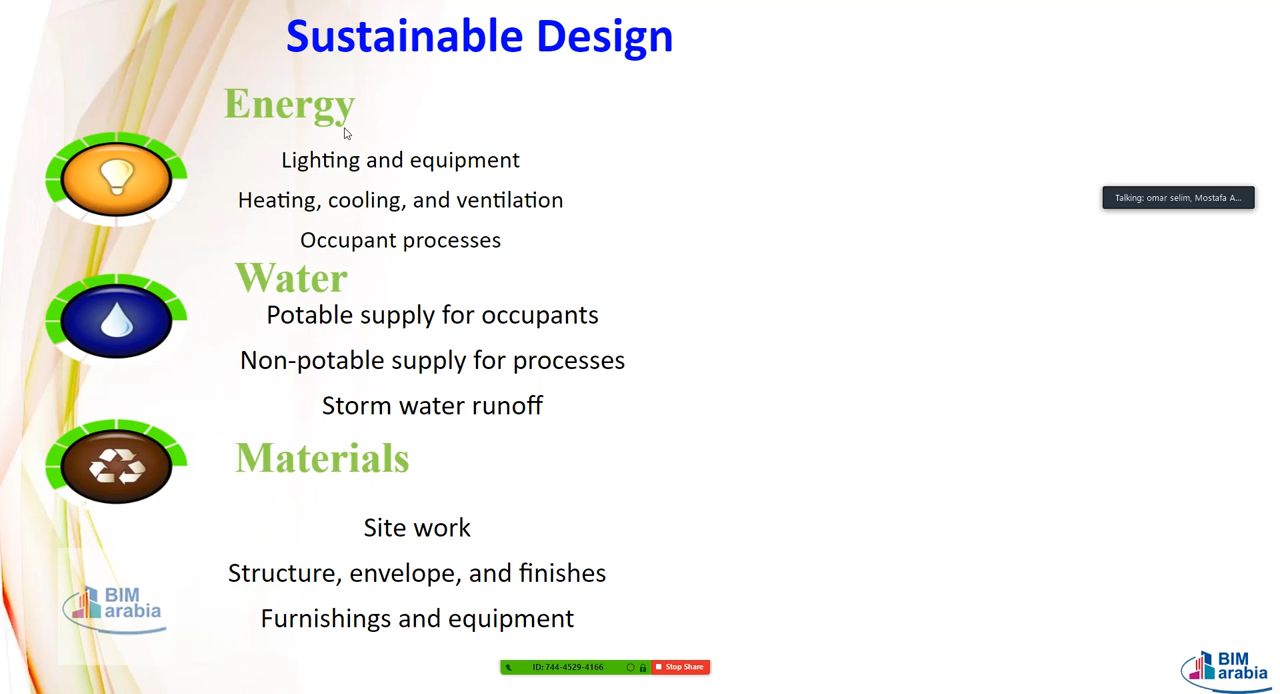 Sustainable Design
Energy
Lighting and equipment
Heating, cooling, and ventilation
Talking: omar selim, Mostafa A...
Occupant processes
Water
Potable supply for occupants
Non-potable supply for processes
Storm water runoff
Materials
Site work
Structure, envelope, and finishes
BIM
arabia
Furnishings and equipment
ID: 744-4529-4166
Stop Share
BIM
arabia